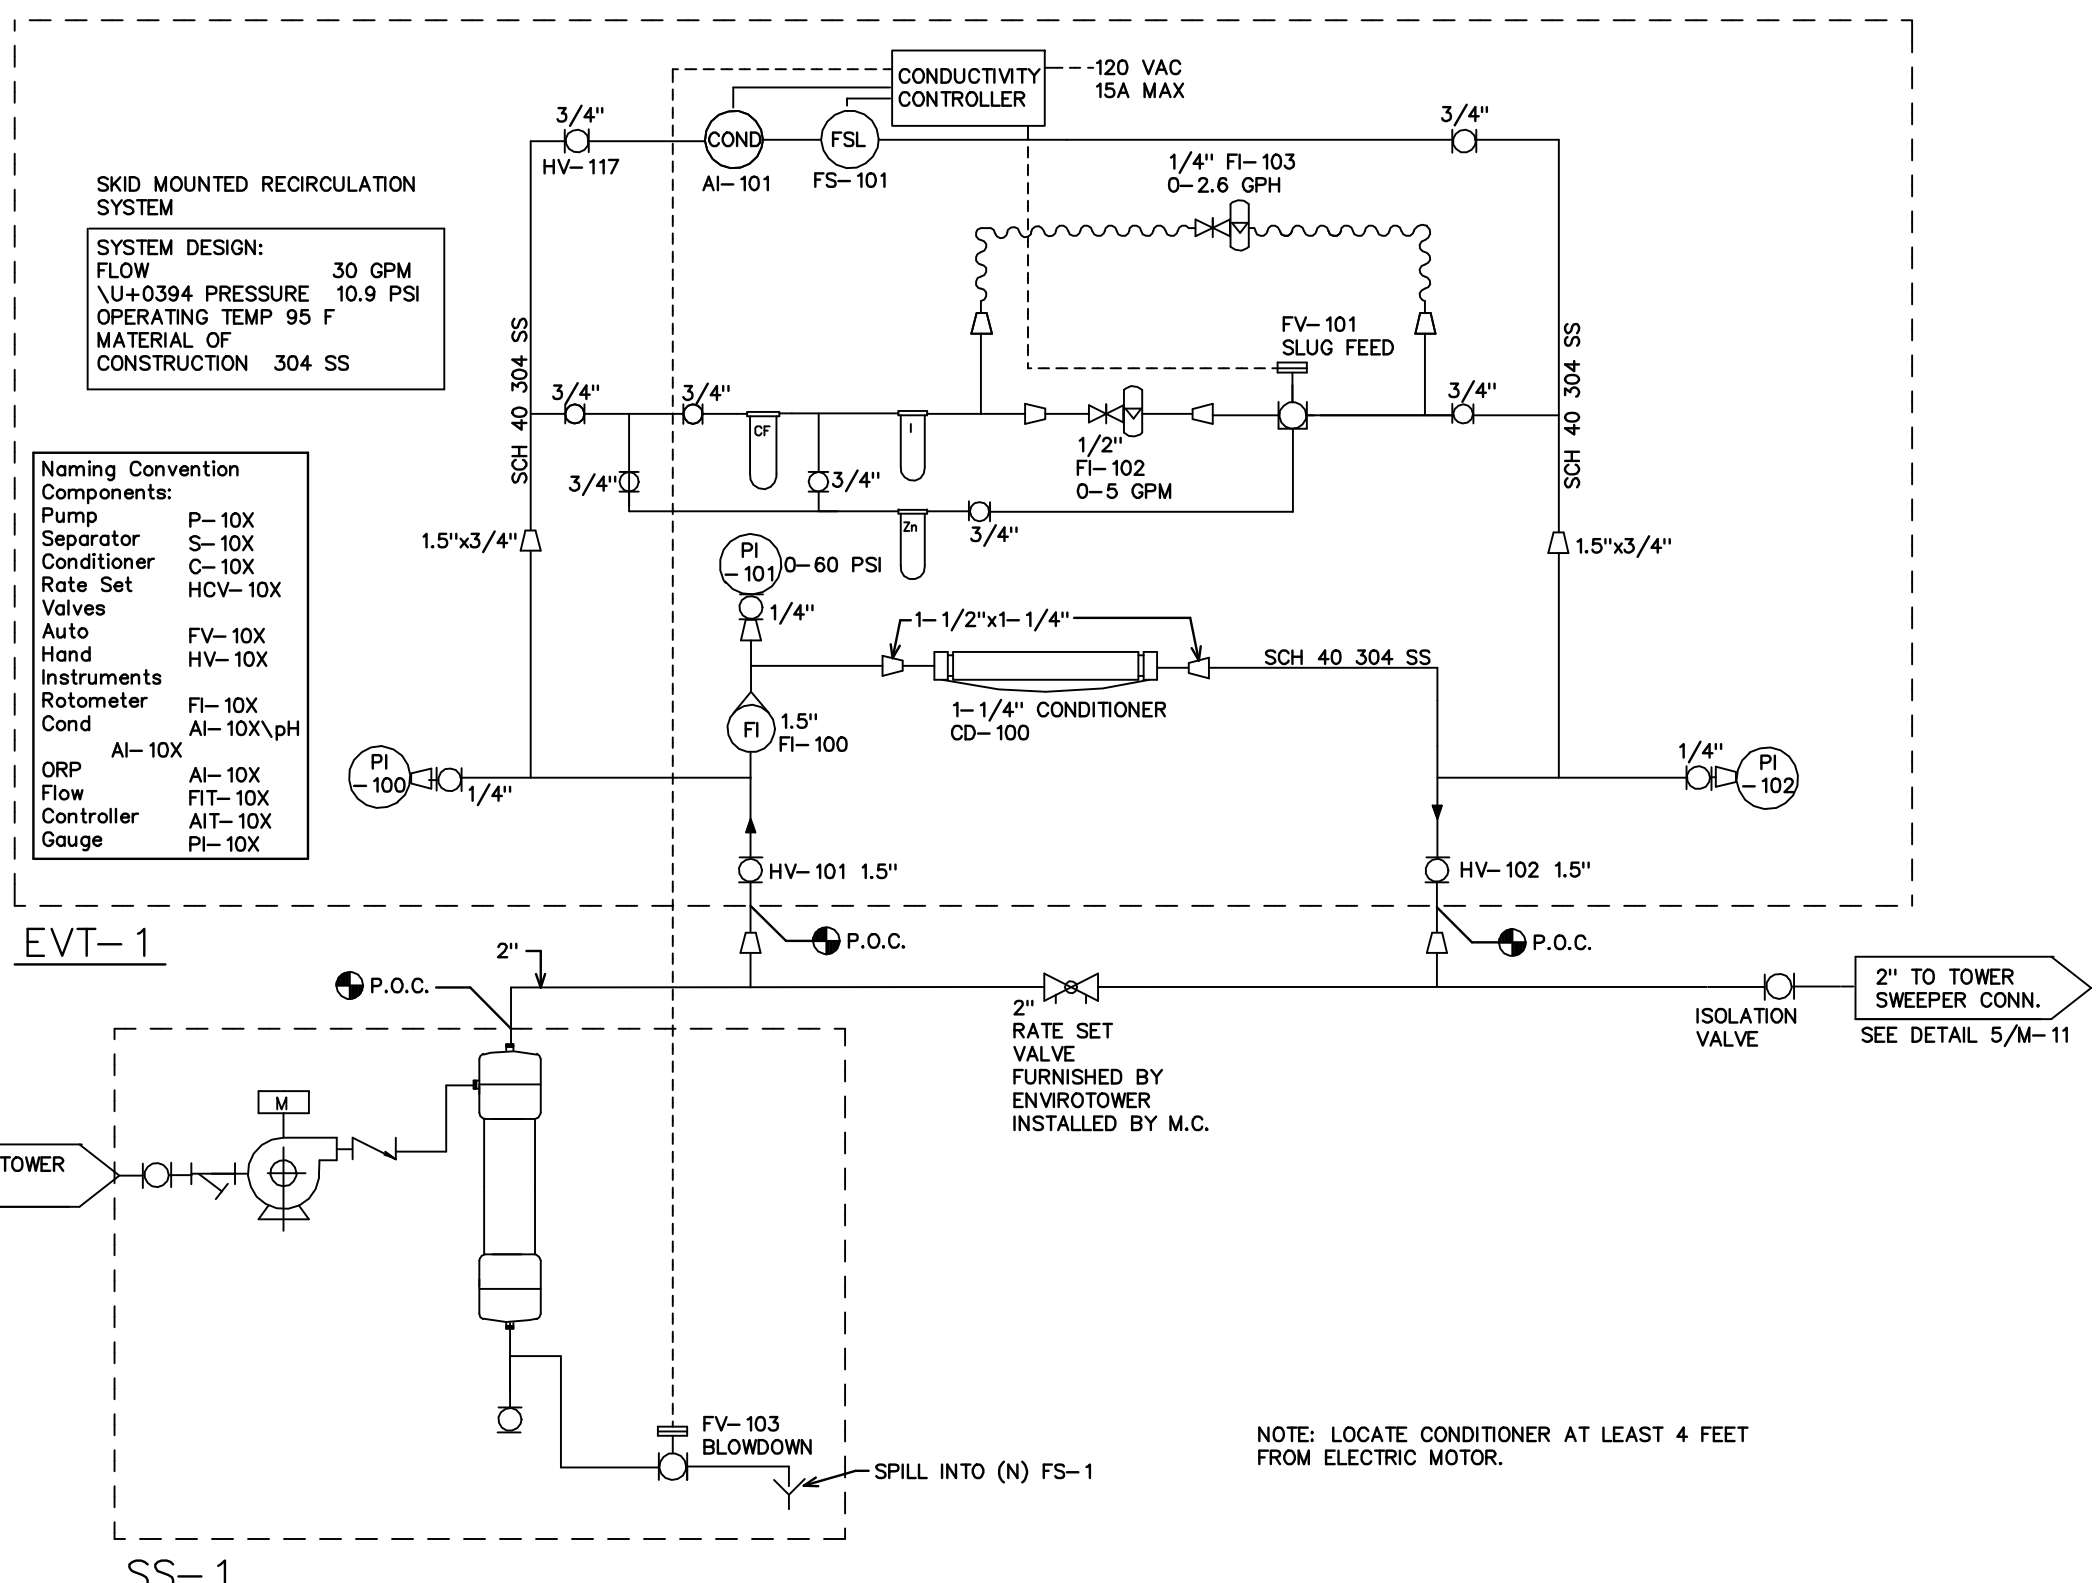 CONDUCTIVITY
CONTROLLER
120 VAC
15A MAX
3/4"
HV-117
COND
AI-101
FSL
FS-101
3/4"
1/4" FI-103
0-2.6 GPH
SKID MOUNTED RECIRCULATION
SYSTEM
SYSTEM DESIGN:
FLOW 30 GPM
\U+0394 PRESSURE 10.9 PSI
OPERATING TEMP 95 F
MATERIAL OF
CONSTRUCTION 304 SS
SCH 40 304 SS
FV-101
SLUG FEED
SCH 40 304 SS
3/4"
3/4"
CF
I
3/4"
3/4"
3/4"
1/2"
FI-102
0-5 GPM
Zn
3/4"
1.5"x3/4"
1.5"x3/4"
Naming Convention
Components:
Pump P-10X
Separator S-10X
Conditioner C-10X
Rate Set HCV-10X
Valves
Auto FV-10X
Hand HV-10X
Instruments
Rotometer FI-10X
Cond AI-10X\pH
AI-10X
ORP AI-10X
Flow FIT-10X
Controller AIT-10X
Gauge PI-10X
PI
-101
0-60 PSI
1/4"
1-1/2"x1-1/4"
SCH 40 304 SS
1-1/4" CONDITIONER
CD-100
FI
1.5"
FI-100
PI
-100
1/4"
1/4"
PI
-102
HV-101 1.5"
HV-102 1.5"
EVT-1
P.O.C.
P.O.C.
2"
P.O.C.
2"
RATE SET
VALVE
FURNISHED BY
ENVIROTOWER
INSTALLED BY M.C.
ISOLATION
VALVE
2" TO TOWER
SWEEPER CONN.
SEE DETAIL 5/M-11
M
TOWER
FV-103
BLOWDOWN
SPILL INTO (N) FS-1
NOTE: LOCATE CONDITIONER AT LEAST 4 FEET
FROM ELECTRIC MOTOR.
SS-1